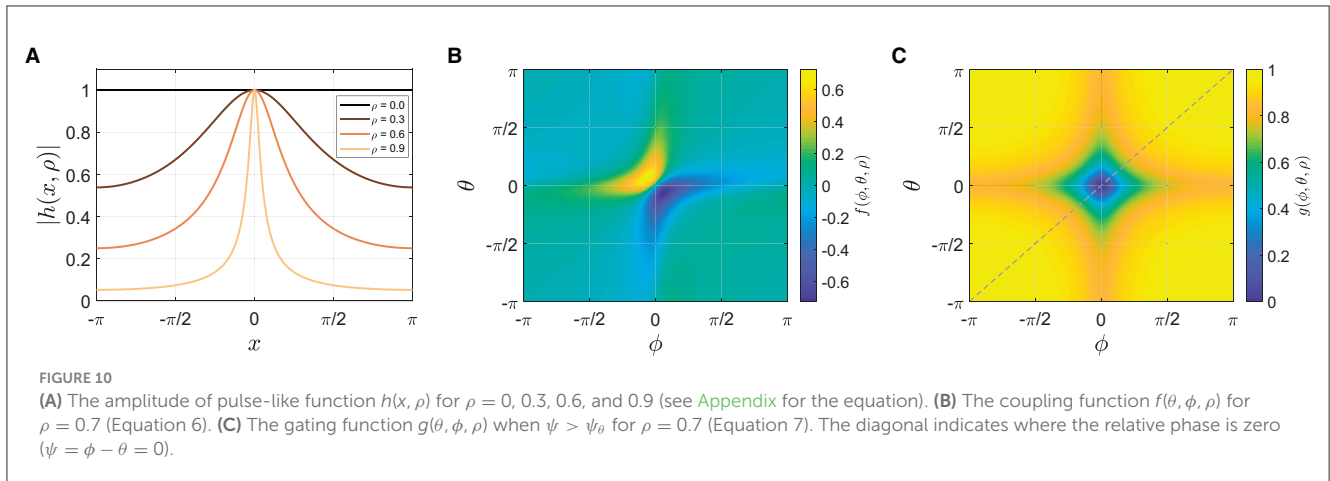 A
B
C
|h(x, ρ)|
1
0.8
0.6
0.4
0.2
0
-π
-π/2
0
π/2
π
x
ρ = 0.0
ρ = 0.3
ρ = 0.6
ρ = 0.9
θ
π
π/2
0
-π/2
-π
-π
-π/2
0
π/2
π
ϕ
0.6
0.4
0.2
0
-0.2
-0.4
-0.6
f(ϕ, θ, ρ)
θ
π
π/2
0
-π/2
-π
-π
-π/2
0
π/2
π
ϕ
1
0.8
0.6
0.4
0.2
0
g(ϕ, θ, ρ)
FIGURE 10
(A) The amplitude of pulse-like function h(x, ρ) for ρ = 0, 0.3, 0.6, and 0.9 (see Appendix for the equation). (B) The coupling function f(θ, ϕ, ρ) for
ρ = 0.7 (Equation 6). (C) The gating function g(θ, ϕ, ρ) when ψ > ψθ for ρ = 0.7 (Equation 7). The diagonal indicates where the relative phase is zero
(ψ = ϕ − θ = 0).